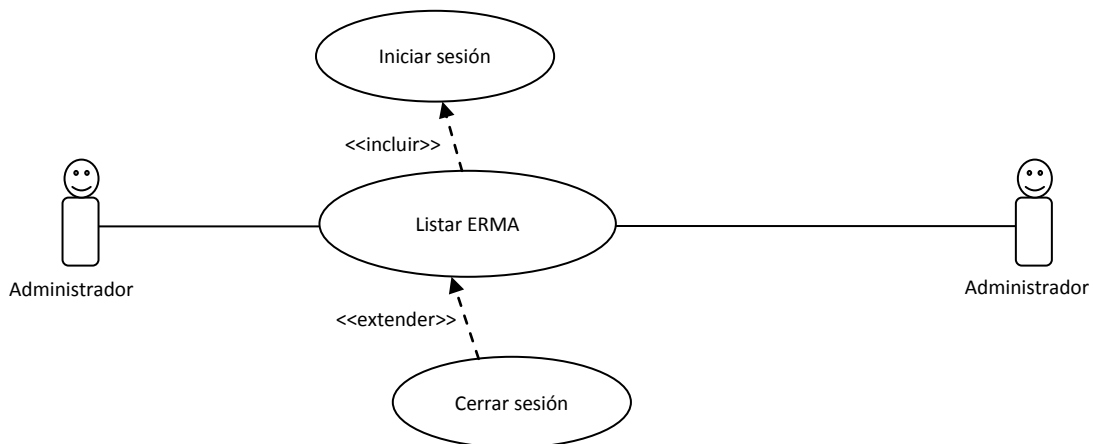 Iniciar sesión
<<incluir>>
Listar ERMA
Administrador
Administrador
<<extender>>
Cerrar sesión